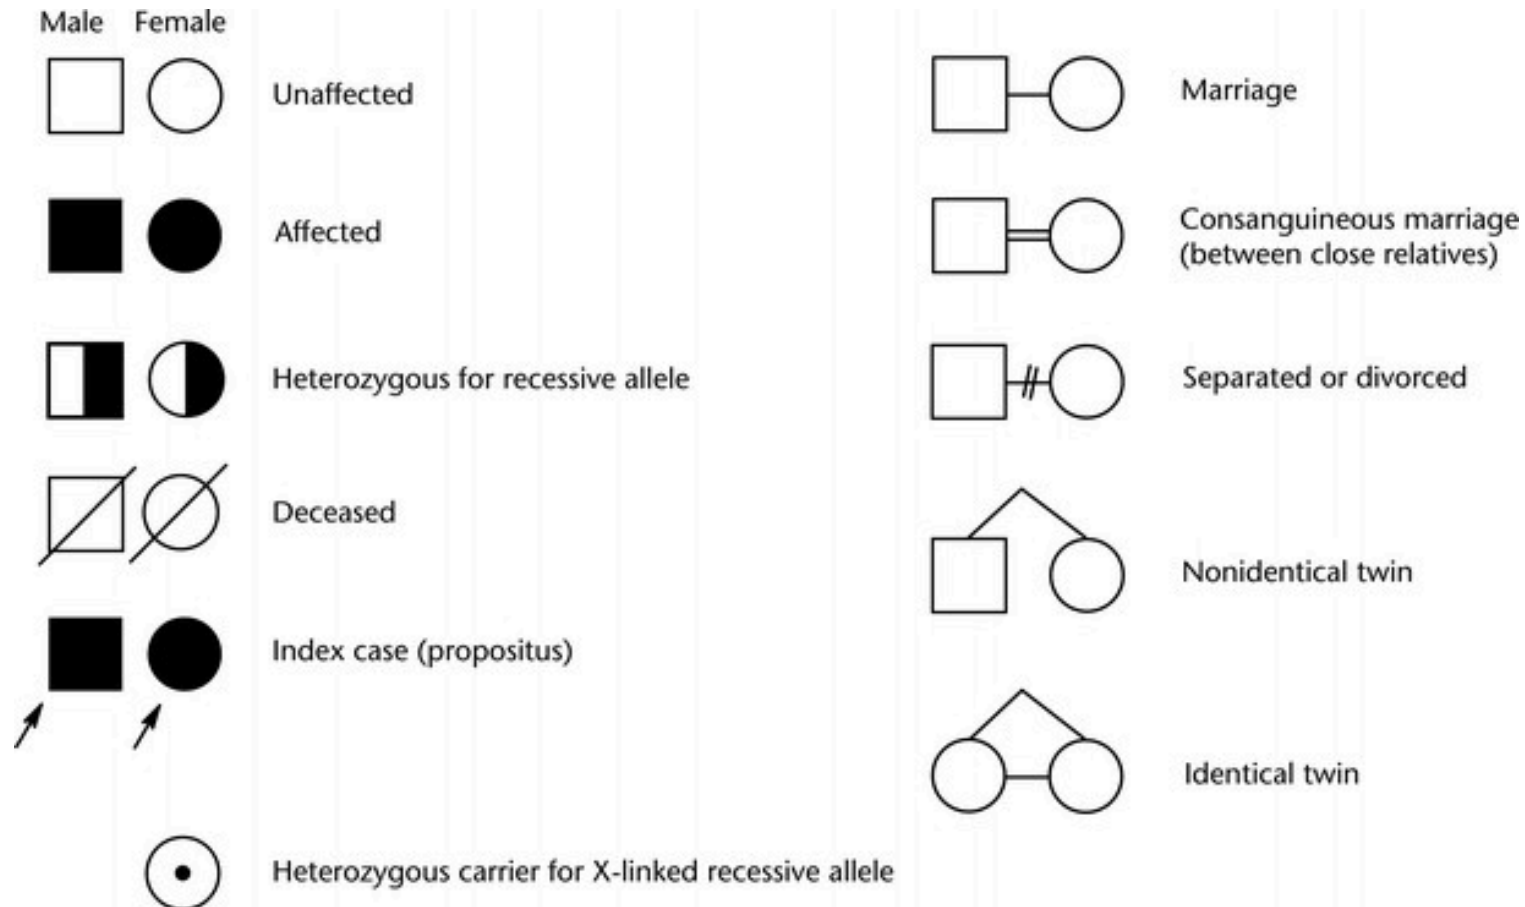 Male Female
Unaffected
Affected
Heterozygous for recessive allele
Deceased
Index case (propositus)
Heterozygous carrier for X-linked recessive allele
Marriage
Consanguineous marriage
(between close relatives)
Separated or divorced
Nonidentical twin
Identical twin